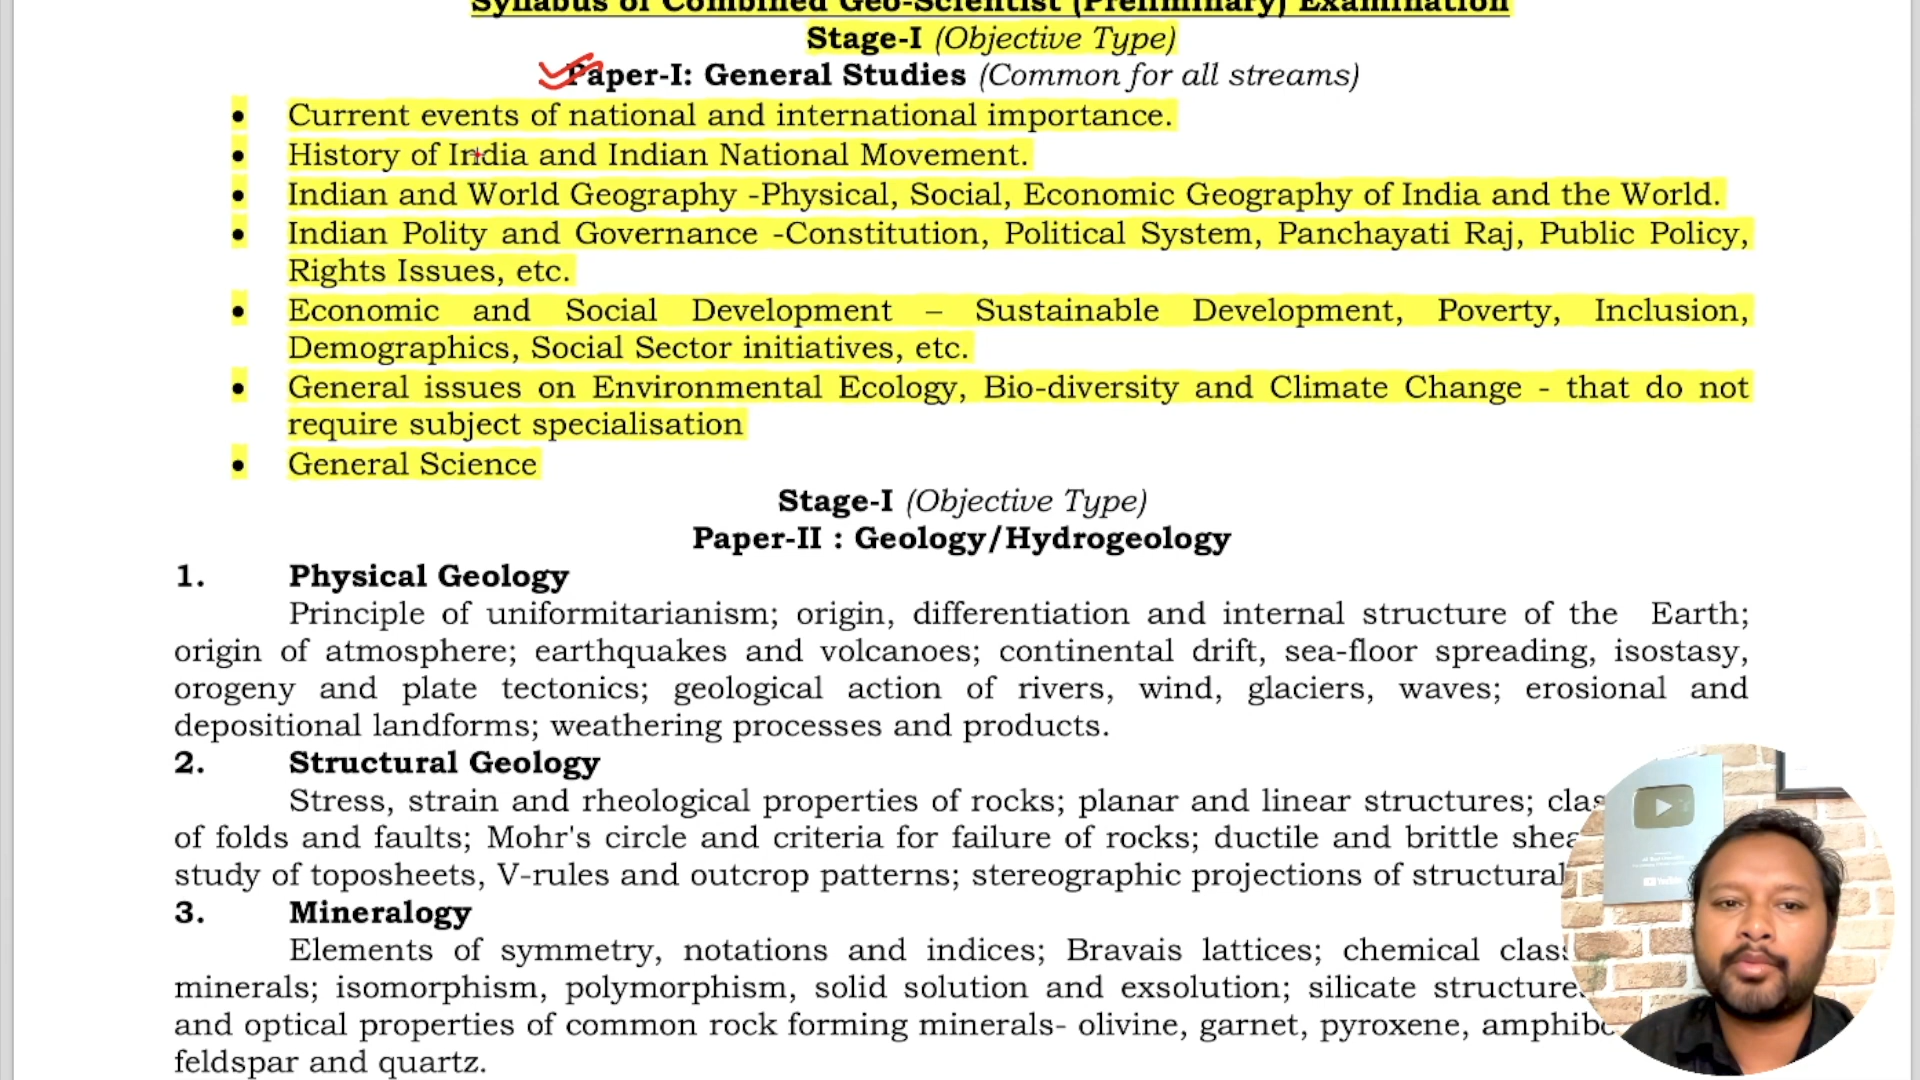 Syllabus of Combined Geo-Scientist (Preliminary) Examination
Stage-I (Objective Type)
Paper-I: General Studies (Common for all streams)
• Current events of national and international importance.
• History of India and Indian National Movement.
• Indian and World Geography -Physical, Social, Economic Geography of India and the World.
• Indian Polity and Governance -Constitution, Political System, Panchayati Raj, Public Policy,
Rights Issues, etc.
• Economic and Social Development – Sustainable Development, Poverty, Inclusion,
Demographics, Social Sector initiatives, etc.
• General issues on Environmental Ecology, Bio-diversity and Climate Change - that do not
require subject specialisation
• General Science
Stage-I (Objective Type)
Paper-II : Geology/Hydrogeology
1. Physical Geology
Principle of uniformitarianism; origin, differentiation and internal structure of the Earth;
origin of atmosphere; earthquakes and volcanoes; continental drift, sea-floor spreading, isostasy,
orogeny and plate tectonics; geological action of rivers, wind, glaciers, waves; erosional and
depositional landforms; weathering processes and products.
2. Structural Geology
Stress, strain and rheological properties of rocks; planar and linear structures;
of folds and faults; Mohr's circle and criteria for failure of rocks; ductile and brittle
study of toposheets, V-rules and outcrop patterns; stereographic projections of structural
3. Mineralogy
Elements of symmetry, notations and indices; Bravais lattices; chemical
minerals; isomorphism, polymorphism, solid solution and exsolution; silicate
and optical properties of common rock forming minerals- olivine, garnet, pyroxene,
feldspar and quartz.